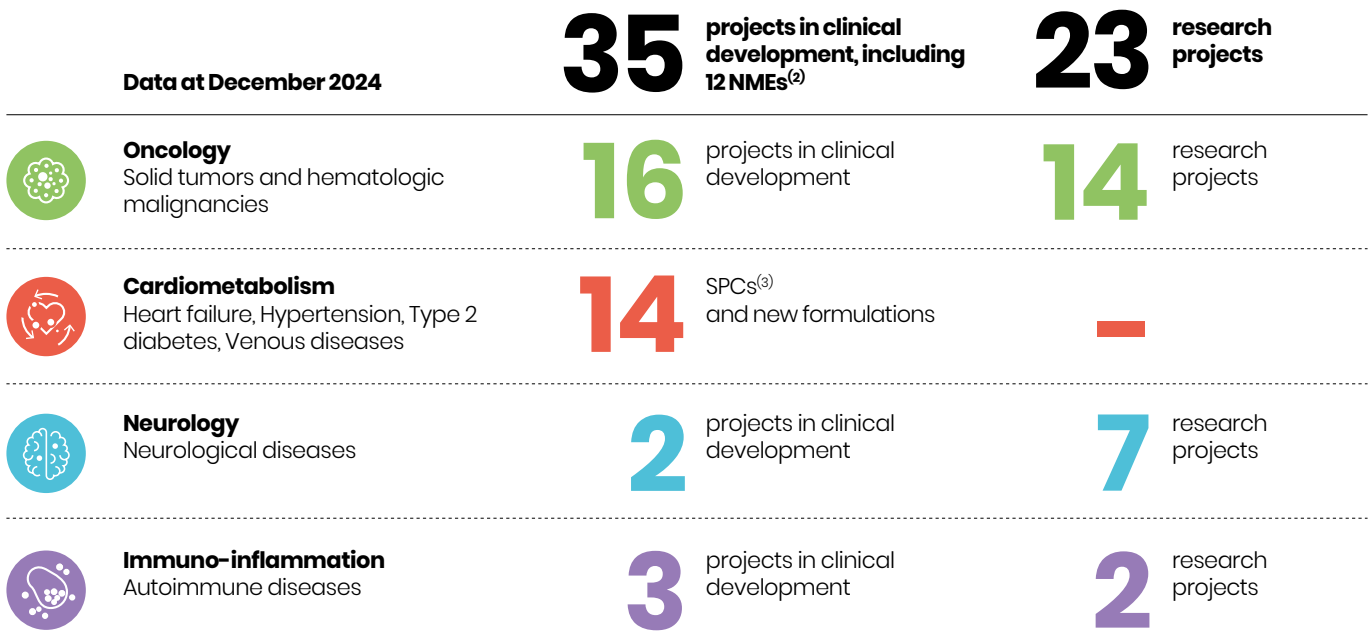 Data at December 2024
35
projects in clinical
development, including
12 NMEs(2)
23
research
projects
Oncology
Solid tumors and hematologic
malignancies
16
projects in clinical
development
14
research
projects
Cardiometabolism
Heart failure, Hypertension, Type 2
diabetes, Venous diseases
14
SPCs(3)
and new formulations
–
Neurology
Neurological diseases
2
projects in clinical
development
7
research
projects
Immuno-inflammation
Autoimmune diseases
3
projects in clinical
development
2
research
projects